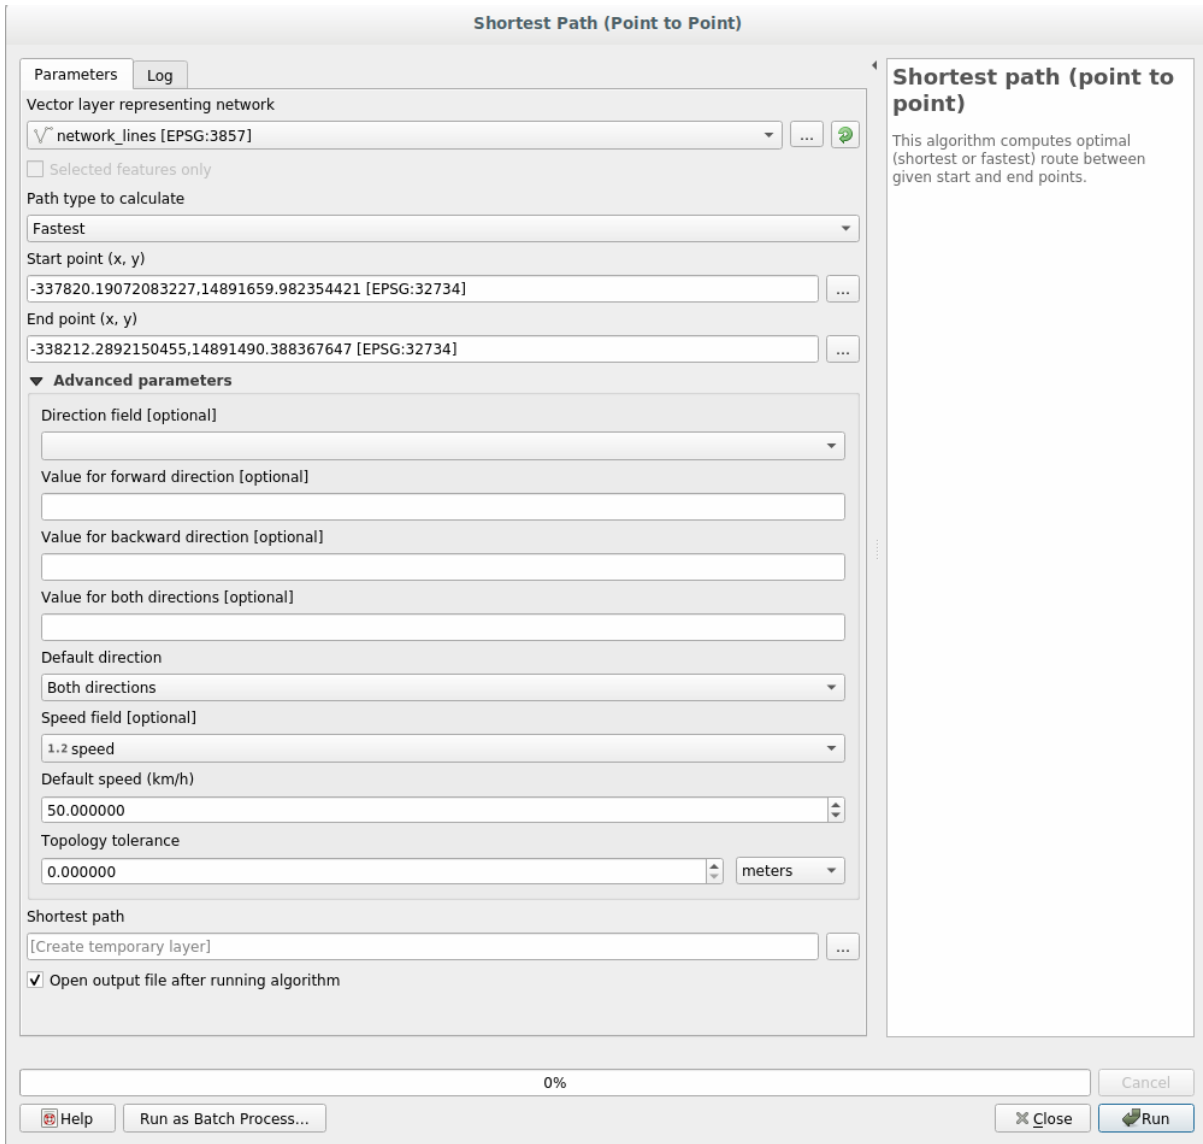 Shortest Path (Point to Point)
Parameters
Log
Vector layer representing network
network_lines [EPSG:3857]
...
Selected features only
Path type to calculate
Fastest
Start point (x, y)
-337820.19072083227,14891659.982354421 [EPSG:32734]
...
End point (x, y)
-338212.2892150455,14891490.388367647 [EPSG:32734]
...
Advanced parameters
Direction field [optional]
Value for forward direction [optional]
Value for backward direction [optional]
Value for both directions [optional]
Default direction
Both directions
Speed field [optional]
1.2 speed
Default speed (km/h)
50.000000
Topology tolerance
0.000000
meters
Shortest path
[Create temporary layer]
...
Open output file after running algorithm
Shortest path (point to
point)
This algorithm computes optimal
(shortest or fastest) route between
given start and end points.
0%
Cancel
Help
Run as Batch Process...
Close
Run